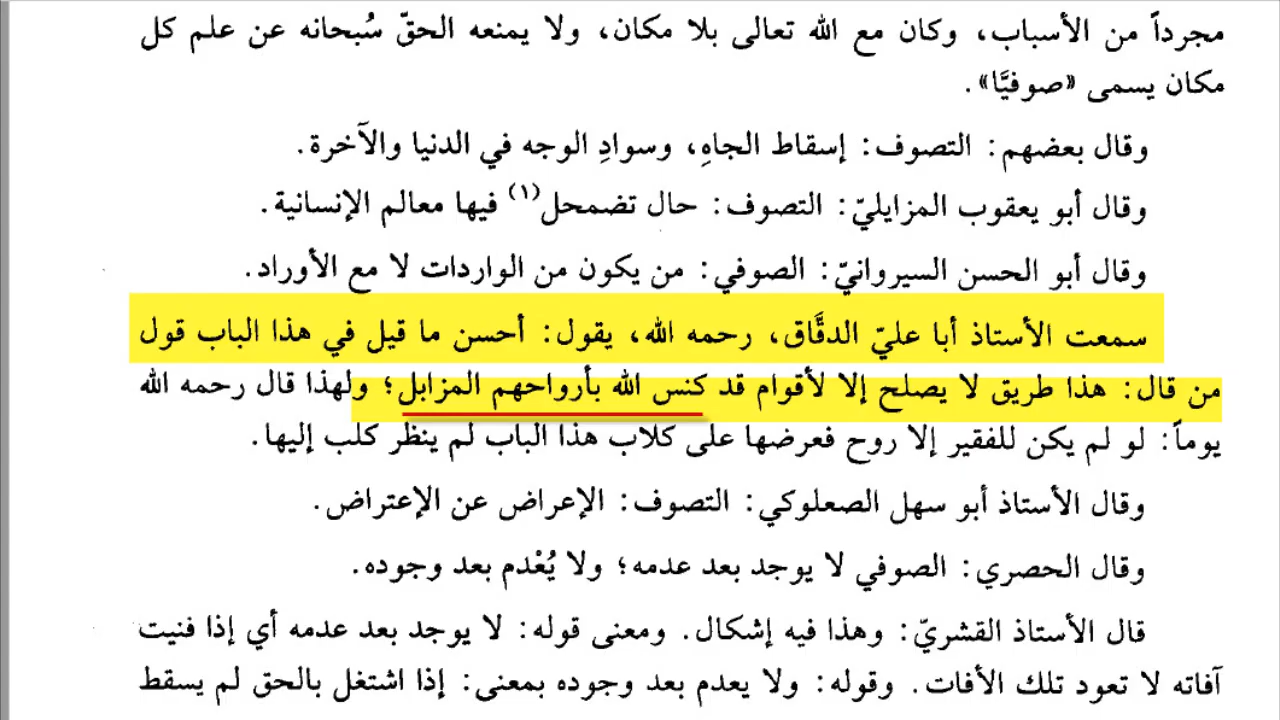 مجرداً من الأسباب، وكان مع الله تعالى بلا مكان، ولا يمنعه الحقّ سُبحانه عن علم كل
مكان يسمى «صوفيَّا».
وقال بعضهم: التصوف: إسقاط الجاهِ، وسوادِ الوجه في الدنيا والآخرة.
وقال أبو يعقوب المزايليّ: التصوف: حال تضمحل(١) فيها معالم الإنسانية.
وقال أبو الحسن السيروانيّ: الصوفي: من يكون من الواردات لا مع الأوراد.
سمعت الأستاذ أبا عليّ الدقَّاق، رحمه الله، يقول: أحسن ما قيل في هذا الباب قول
من قال: هذا طريق لا يصلح إلا لأقوام قد كنس الله بأرواحهم المزابل؛ ولهذا قال رحمه الله
يوماً: لو لم يكن للفقير إلا روح فعرضها على كلاب هذا الباب لم ينظر كلب إليها.
وقال الأستاذ أبو سهل الصعلوكي: التصوف: الإعراض عن الإعتراض.
وقال الحصري: الصوفي لا يوجد بعد عدمه؛ ولا يُعْدم بعد وجوده.
قال الأستاذ القشريّ: وهذا فيه إشكال. ومعنى قوله: لا يوجد بعد عدمه أي إذا فنيت
آفاته لا تعود تلك الأفات. وقوله: ولا يعدم بعد وجوده بمعنى: إذا اشتغل بالحق لم يسقط